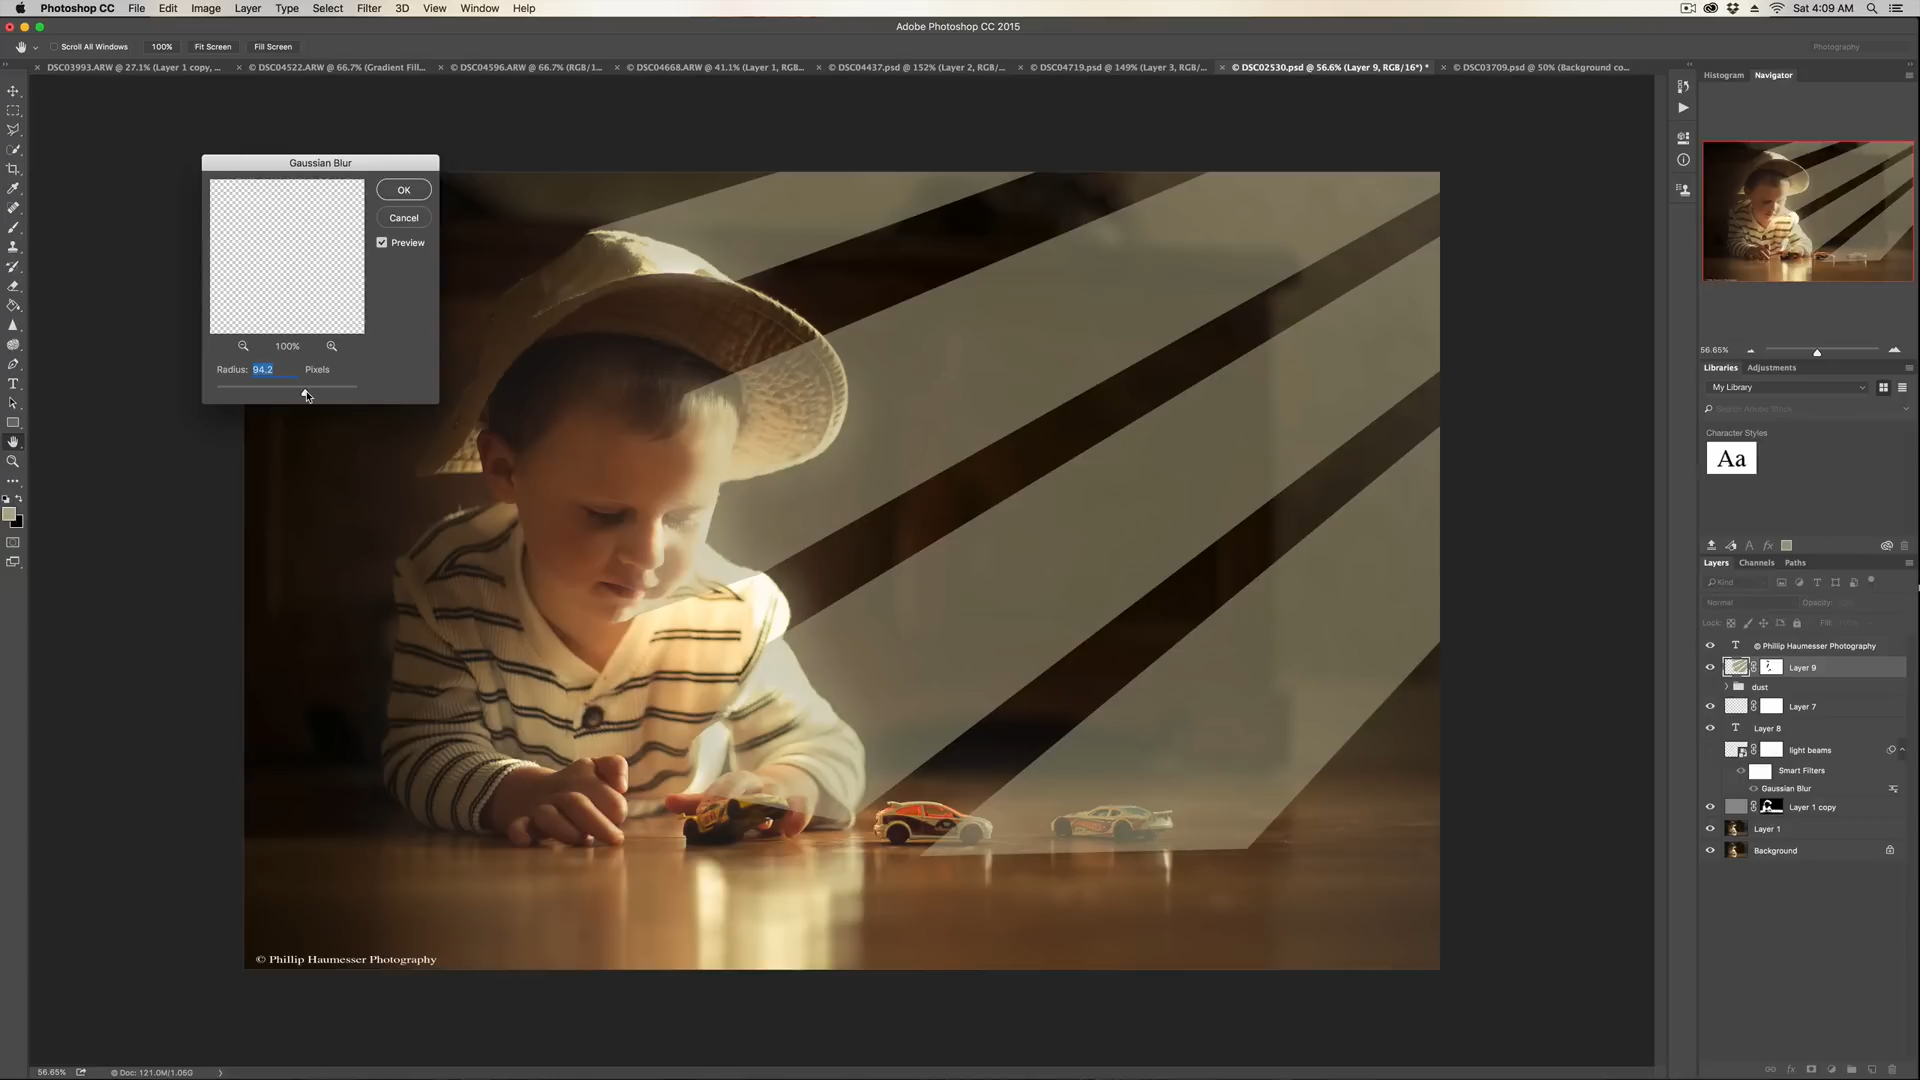 Photoshop CC File Edit Image Layer Type Select Filter 3D View Window Help Sat 4:09 AM
Adobe Photoshop CC 2015
Scroll All Windows 100% Fit Screen Fill Screen Photography
DSC03993.ARW @ 27.1% (Layer 1 copy, ... © DSC04522.ARW @ 66.7% (Gradient Fill... © DSC04596.ARW @ 66.7% (RGB/1... © DSC04668.ARW @ 41.1% (Layer 1, RGB... © DSC04437.psd @ 152% (Layer 2, RGB/... © DSC04719.psd @ 149% (Layer 3, RGB/... © DSC02530.psd @ 56.6% (Layer 9, RGB/16*) * © DSC03709.psd @ 50% (Background co...
Histogram Navigator
Gaussian Blur
OK
Cancel
Preview
100%
Radius: 94.2 Pixels
56.65%
Libraries Adjustments
My Library
Search Adobe Stock
Character Styles
Aa
Layers Channels Paths
Kind
Normal Opacity:
Lock: Fill:
© Phillip Haumesser Photography
Layer 9
dust
Layer 7
Layer 8
light beams
Smart Filters
Gaussian Blur
Layer 1 copy
Layer 1
Background
© Phillip Haumesser Photography
56.65% © Doc: 121.0M/1.05G